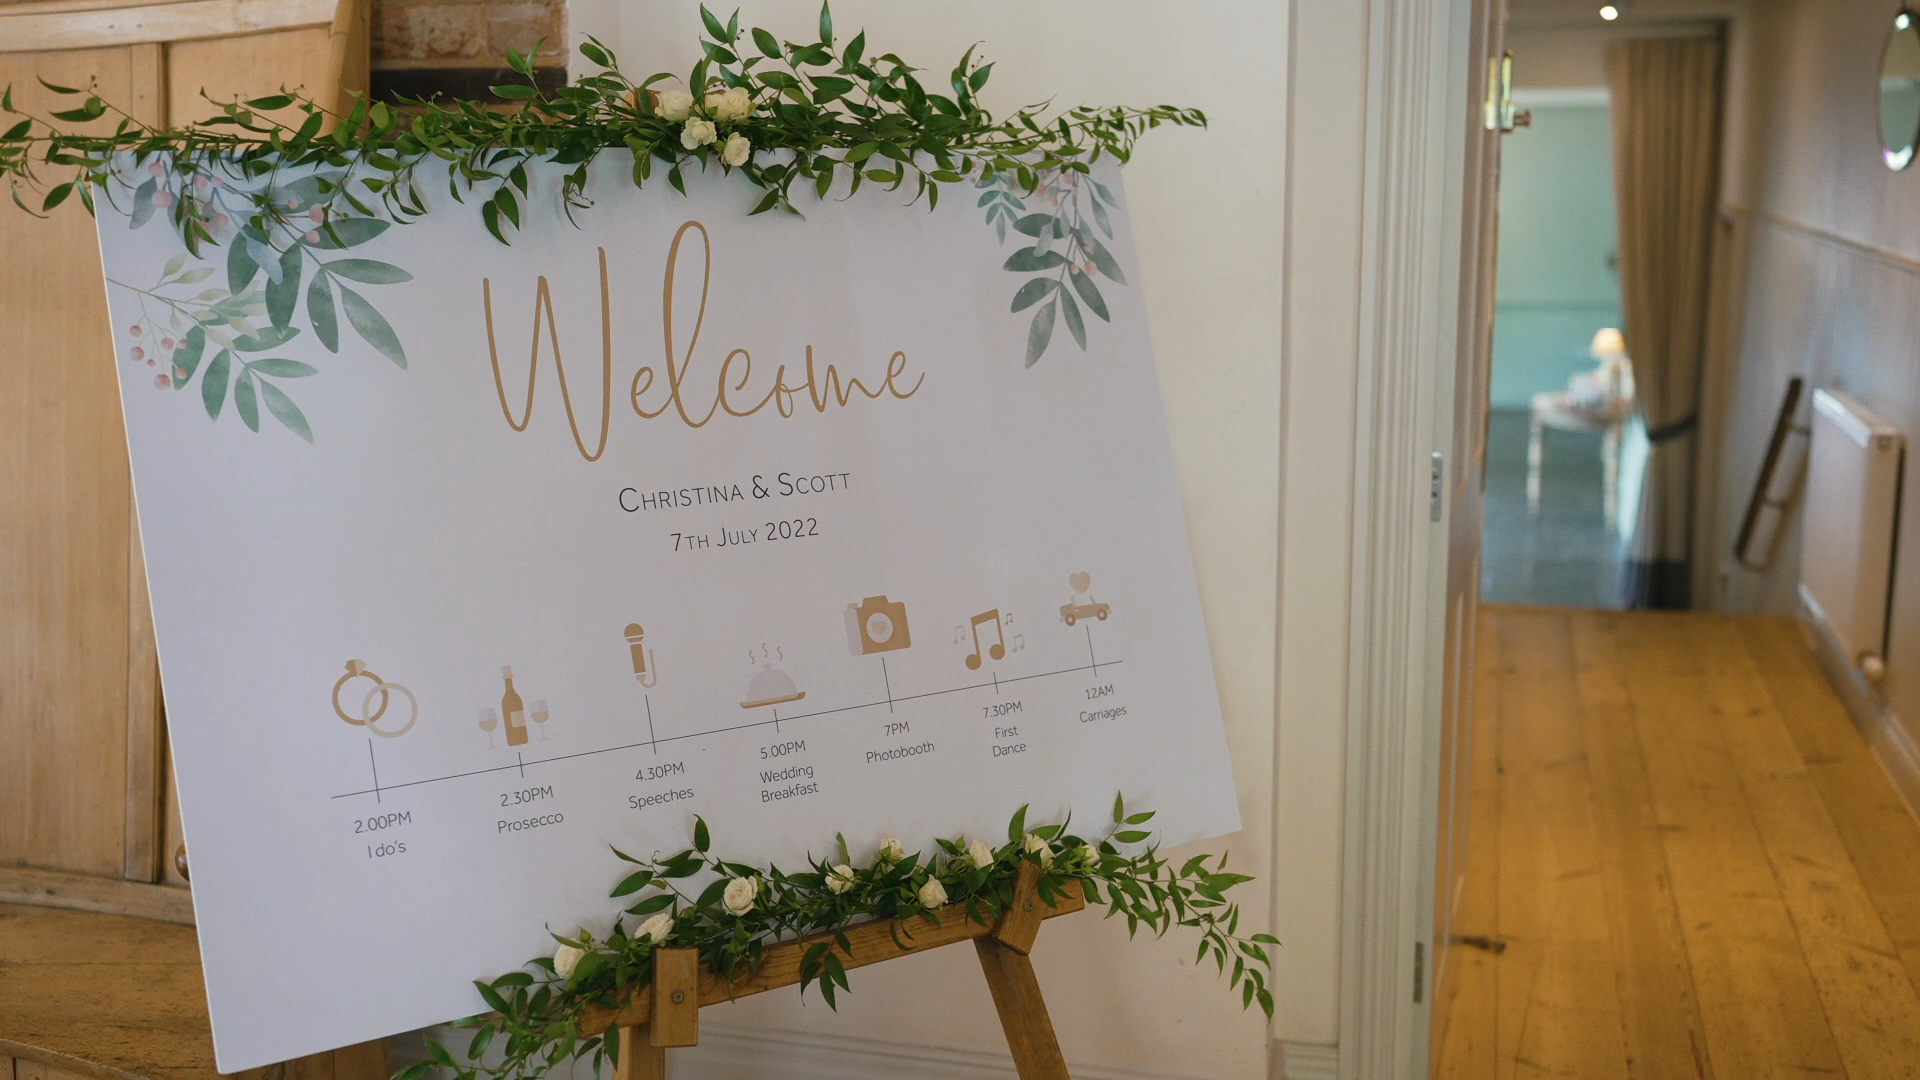 Welcome
Christina & Scott
7th July 2022
2.00PM
I do's
2.30PM
Prosecco
4.30PM
Speeches
5.00PM
Wedding
Breakfast
7PM
Photobooth
7.30PM
First
Dance
12AM
Carriages